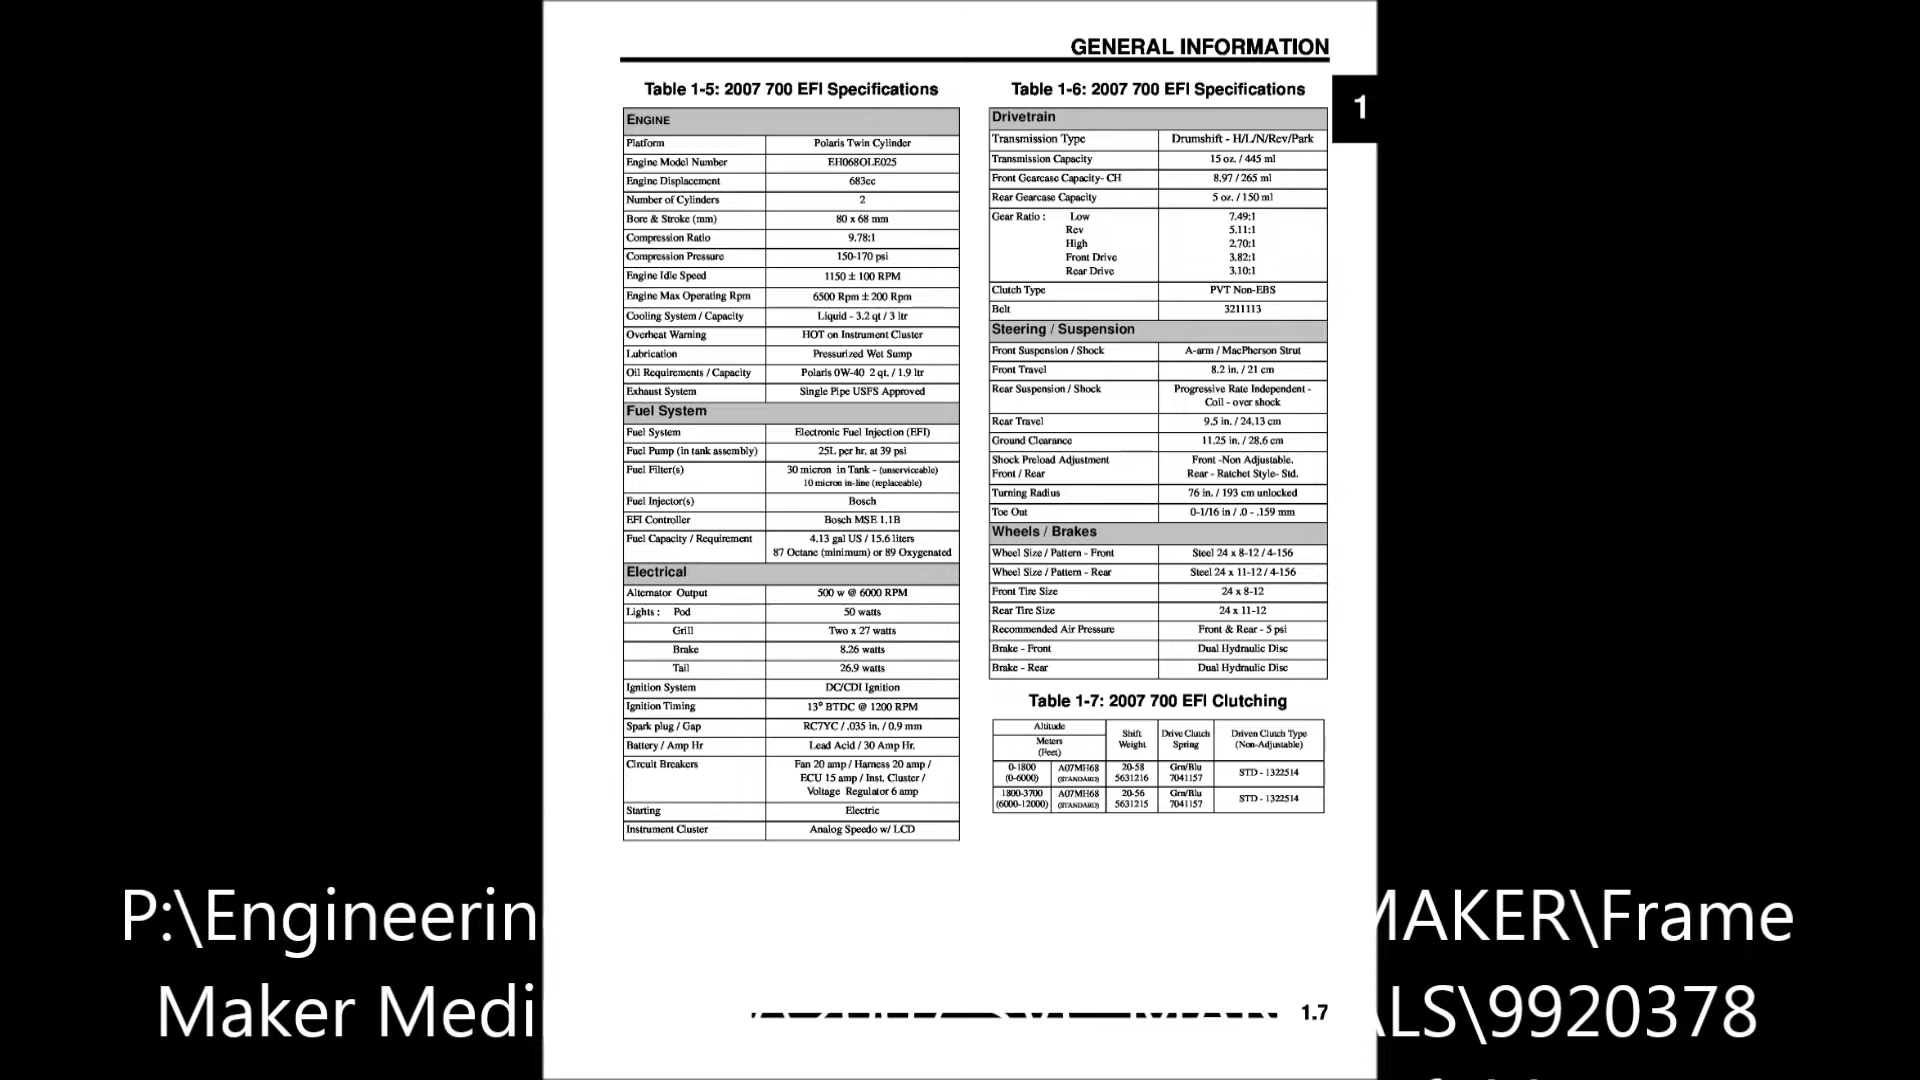 GENERAL INFORMATION
1
Table 1-5: 2007 700 EFI Specifications
ENGINE
Platform Polaris Twin Cylinder
Engine Model Number EH068OLE025
Engine Displacement 683cc
Number of Cylinders 2
Bore & Stroke (mm) 80 x 68 mm
Compression Ratio 9.78:1
Compression Pressure 150-170 psi
Engine Idle Speed 1150 ± 100 RPM
Engine Max Operating Rpm 6500 Rpm ± 200 Rpm
Cooling System / Capacity Liquid - 3.2 qt / 3 ltr
Overheat Warning HOT on Instrument Cluster
Lubrication Pressurized Wet Sump
Oil Requirements / Capacity Polaris 0W-40 2 qt. / 1.9 ltr
Exhaust System Single Pipe USFS Approved
Fuel System
Fuel System Electronic Fuel Injection (EFI)
Fuel Pump (in tank assembly) 25L per hr. at 39 psi
Fuel Filter(s) 30 micron in Tank - (unserviceable)
10 micron in-line (replaceable)
Fuel Injector(s) Bosch
EFI Controller Bosch MSE 1.1B
Fuel Capacity / Requirement 4.13 gal US / 15.6 liters
87 Octane (minimum) or 89 Oxygenated
Electrical
Alternator Output 500 w @ 6000 RPM
Lights : Pod 50 watts
Grill Two x 27 watts
Brake 8.26 watts
Tail 26.9 watts
Ignition System DC/CDI Ignition
Ignition Timing 13° BTDC @ 1200 RPM
Spark plug / Gap RC7YC / .035 in. / 0.9 mm
Battery / Amp Hr Lead Acid / 30 Amp Hr.
Circuit Breakers Fan 20 amp / Harness 20 amp /
ECU 15 amp / Inst. Cluster /
Voltage Regulator 6 amp
Starting Electric
Instrument Cluster Analog Speedo w/ LCD
Table 1-6: 2007 700 EFI Specifications
Drivetrain
Transmission Type Drumshift - H/L/N/Rev/Park
Transmission Capacity 15 oz. / 445 ml
Front Gearcase Capacity- CH 8.97 / 265 ml
Rear Gearcase Capacity 5 oz. / 150 ml
Gear Ratio : Low 7.49:1
Rev 5.11:1
High 2.70:1
Front Drive 3.82:1
Rear Drive 3.10:1
Clutch Type PVT Non-EBS
Belt 3211113
Steering / Suspension
Front Suspension / Shock A-arm / MacPherson Strut
Front Travel 8.2 in. / 21 cm
Rear Suspension / Shock Progressive Rate Independent -
Coil - over shock
Rear Travel 9.5 in. / 24.13 cm
Ground Clearance 11.25 in. / 28.6 cm
Shock Preload Adjustment Front -Non Adjustable.
Front / Rear Rear - Ratchet Style- Std.
Turning Radius 76 in. / 193 cm unlocked
Toe Out 0-1/16 in / .0 - .159 mm
Wheels / Brakes
Wheel Size / Pattern - Front Steel 24 x 8-12 / 4-156
Wheel Size / Pattern - Rear Steel 24 x 11-12 / 4-156
Front Tire Size 24 x 8-12
Rear Tire Size 24 x 11-12
Recommended Air Pressure Front & Rear - 5 psi
Brake - Front Dual Hydraulic Disc
Brake - Rear Dual Hydraulic Disc
Table 1-7: 2007 700 EFI Clutching
Altitude Shift Weight Drive Clutch Spring Driven Clutch Type (Non-Adjustable)
Meters
(Feet)
0-1800 (0-6000) A07MH68 (STANDARD) 20-58 5631216 Grn/Blu 7041157 STD - 1322514
1800-3700 (6000-12000) A07MH68 (STANDARD) 20-56 5631215 Grn/Blu 7041157 STD - 1322514
P:\Engineerin MAKER\Frame
Maker Medi ALS\9920378
1.7